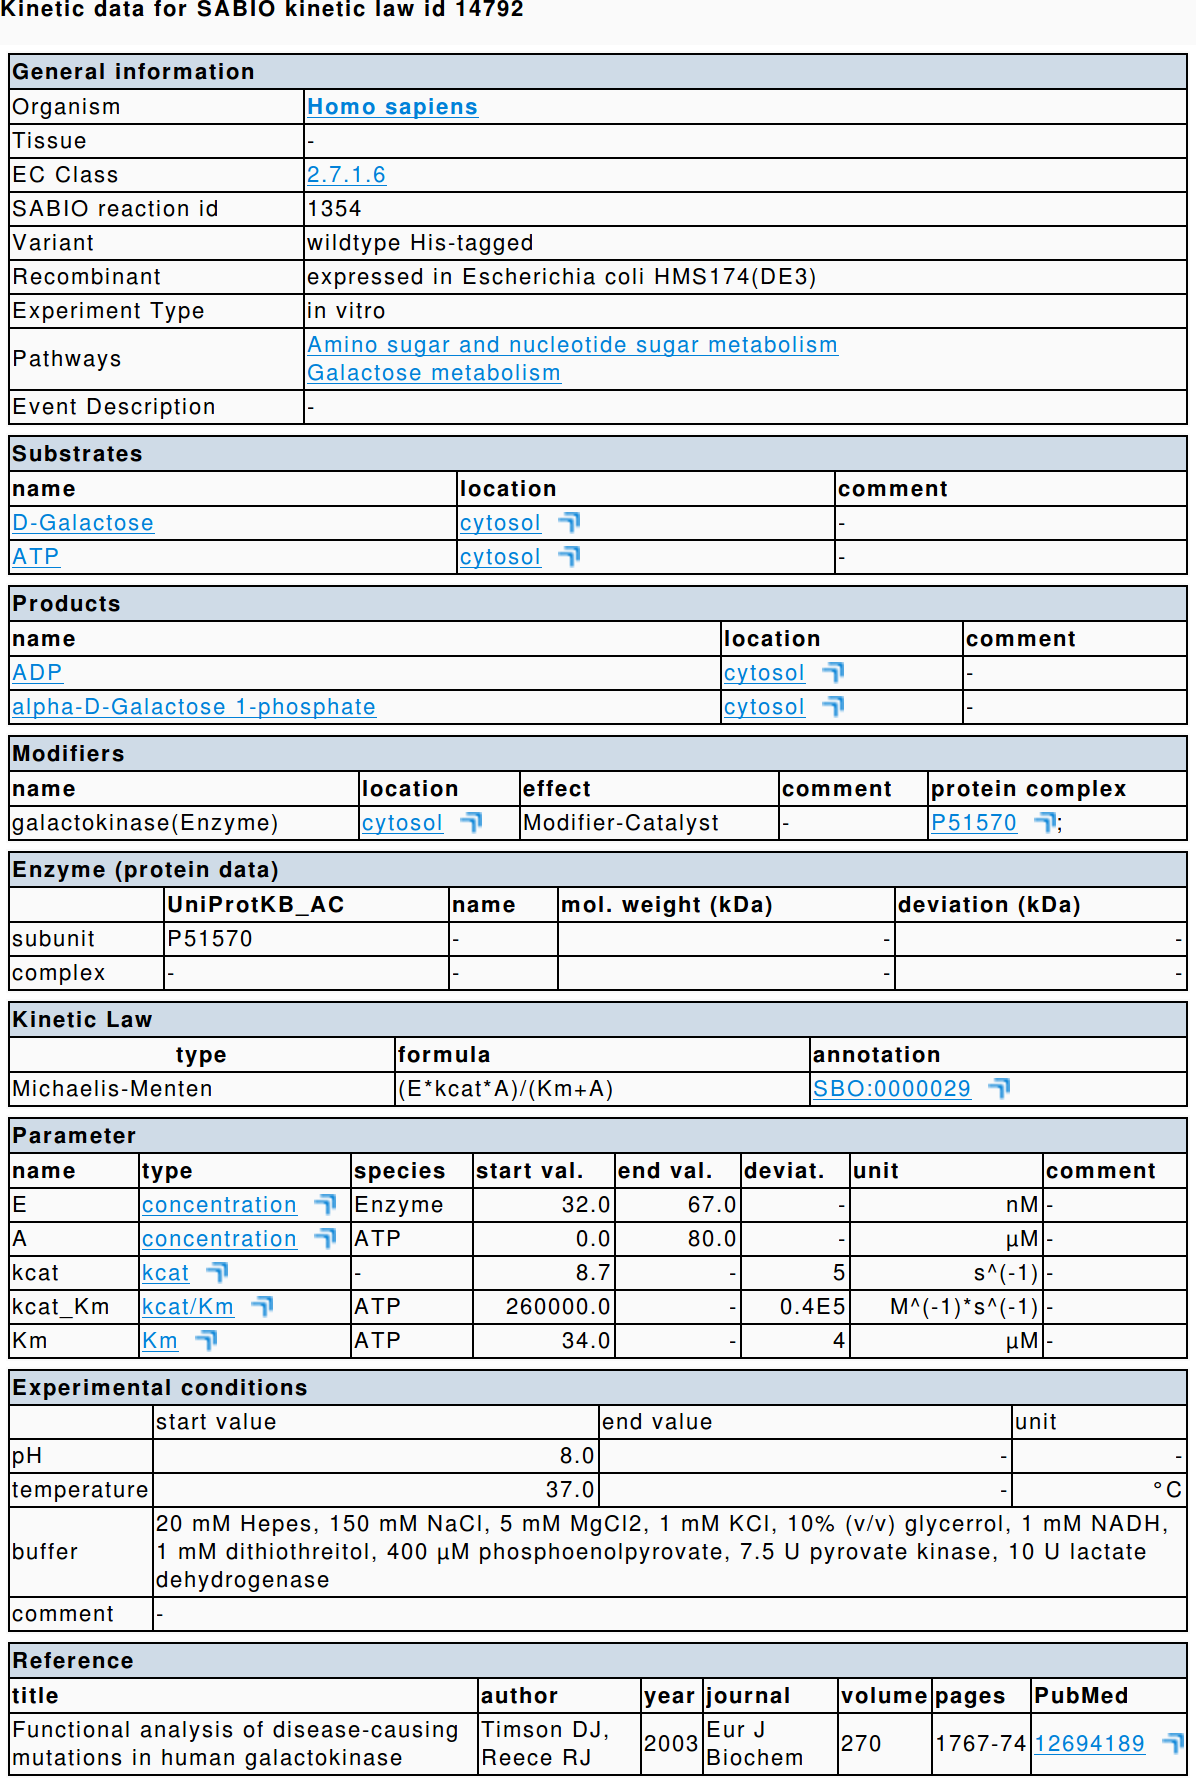 Kinetic data for SABIO kinetic law id 14792
General information
Organism Homo sapiens
Tissue -
EC Class 2.7.1.6
SABIO reaction id 1354
Variant wildtype His-tagged
Recombinant expressed in Escherichia coli HMS174(DE3)
Experiment Type in vitro
Pathways Amino sugar and nucleotide sugar metabolism
Galactose metabolism
Event Description -
Substrates
name location comment
D-Galactose cytosol -
ATP cytosol -
Products
name location comment
ADP cytosol -
alpha-D-Galactose 1-phosphate cytosol -
Modifiers
name location effect comment protein complex
galactokinase(Enzyme) cytosol Modifier-Catalyst - P51570 ;
Enzyme (protein data)
UniProtKB_AC name mol. weight (kDa) deviation (kDa)
subunit P51570 - - -
complex - - - -
Kinetic Law
type formula annotation
Michaelis-Menten (E*kcat*A)/(Km+A) SBO:0000029
Parameter
name type species start val. end val. deviat. unit comment
E concentration Enzyme 32.0 67.0 - nM -
A concentration ATP 0.0 80.0 - µM -
kcat kcat - 8.7 - 5 s^(-1) -
kcat_Km kcat/Km ATP 260000.0 - 0.4E5 M^(-1)*s^(-1) -
Km Km ATP 34.0 - 4 µM -
Experimental conditions
start value end value unit
pH 8.0 - -
temperature 37.0 - °C
buffer 20 mM Hepes, 150 mM NaCl, 5 mM MgCl2, 1 mM KCl, 10% (v/v) glycerrol, 1 mM NADH,
1 mM dithiothreitol, 400 µM phosphoenolpyrovate, 7.5 U pyrovate kinase, 10 U lactate
dehydrogenase
comment -
Reference
title author year journal volume pages PubMed
Functional analysis of disease-causing Timson DJ, 2003 Eur J 270 1767-74 12694189
mutations in human galactokinase Reece RJ Biochem